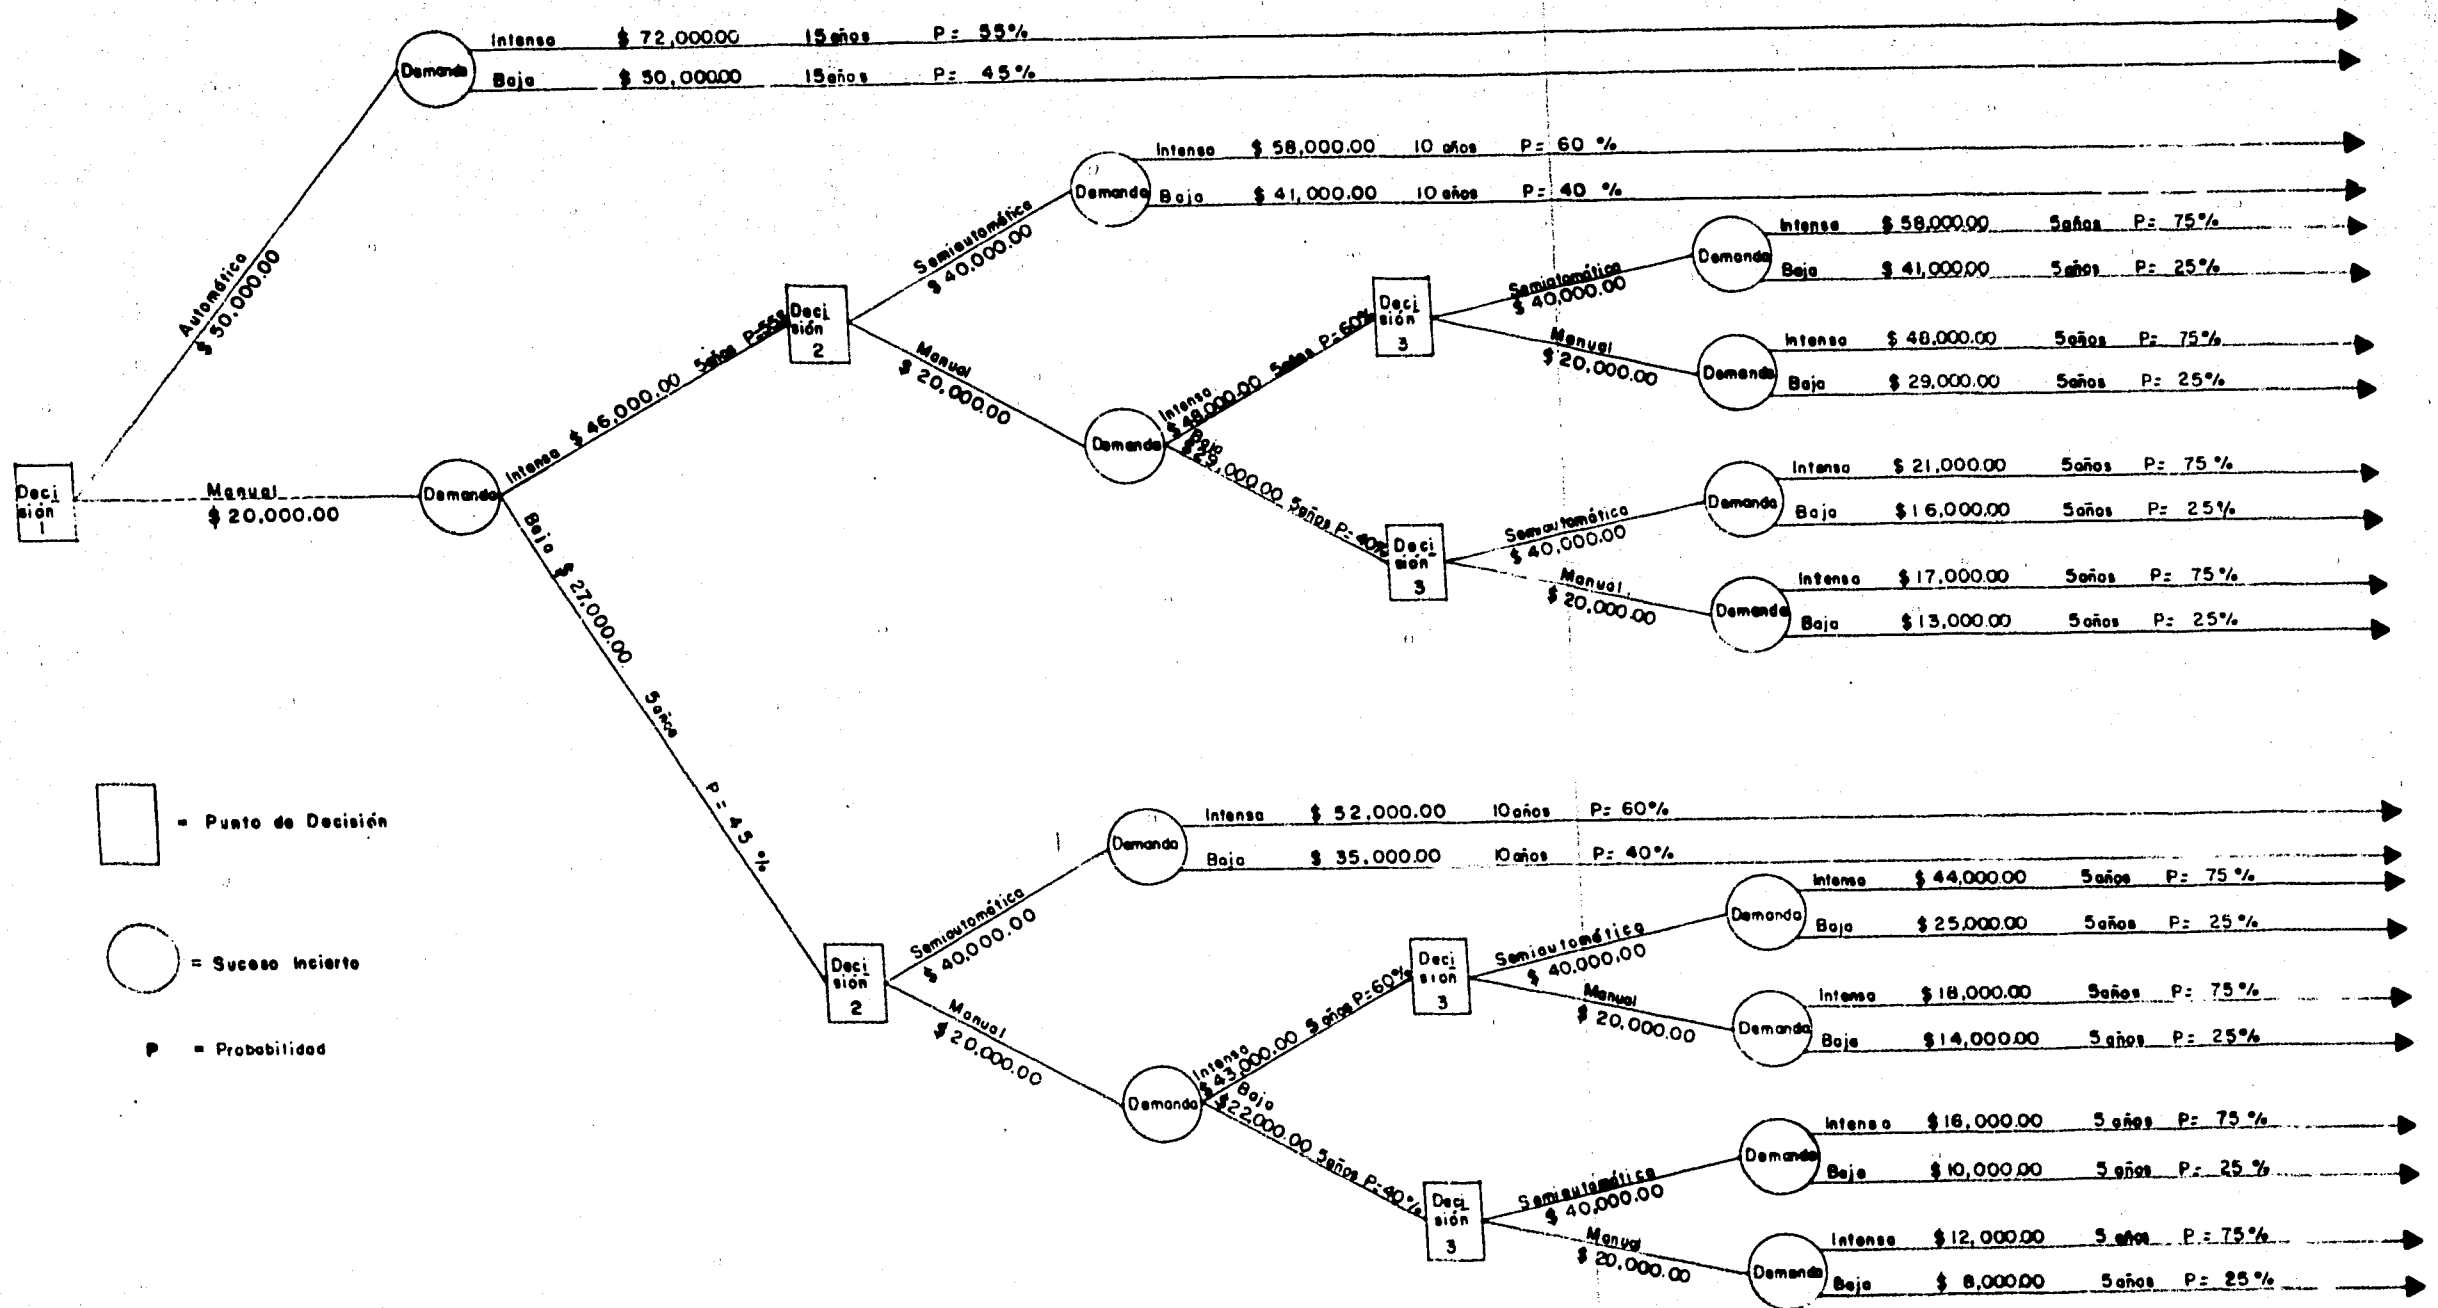 Intensa $ 72,000.00 15 años P= 55%
Demanda
Baja $ 50,000.00 15 años P= 45%
Automático
$ 50,000.00
Intensa $ 58,000.00 10 años P= 60 %
Demanda
Baja $ 41,000.00 10 años P= 40 %
Semiautomática
$ 40,000.00
Intensa $ 46,000.00 5 años P=55%
Deci
sión
2
Manual
$ 20,000.00
Intensa $ 58,000.00 5 años P= 75%
Demanda
Baja $ 41,000.00 5 años P= 25%
Semiatomática
$ 40,000.00
Deci
sión
3
Manual
$ 20,000.00
Intensa $ 48,000.00 5 años P= 75%
Demanda
Baja $ 29,000.00 5 años P= 25%
Demanda
Intensa
$ 48,000.00 5 años P=60%
Baja
$29,000.00 5 años P=40%
Deci
sión
1
Manual
$ 20,000.00
Demanda
Intensa $ 21,000.00 5 años P= 75 %
Demanda
Baja $ 16,000.00 5 años P= 25%
Semiautomática
$ 40,000.00
Deci
sión
3
Manual
$ 20,000.00
Intensa $ 17,000.00 5 años P= 75%
Demanda
Baja $ 13,000.00 5 años P= 25%
Baja $ 27,000.00 5 años P= 45 %
= Punto de Decisión
= Suceso Incierto
P = Probabilidad
Intensa $ 52,000.00 10 años P= 60%
Demanda
Baja $ 35,000.00 10 años P= 40%
Semiautomática
$ 40,000.00
Deci
sión
2
Manual
$ 20,000.00
Intensa $ 44,000.00 5 años P= 75 %
Demanda
Baja $ 25,000.00 5 años P= 25 %
Semiautomática
$ 40,000.00
Deci
sión
3
Manual
$ 20,000.00
Intensa $ 18,000.00 5 años P= 75 %
Demanda
Baja $ 14,000.00 5 años P= 25%
Demanda
Intensa
$ 43,000.00 5 años P=60%
Baja
$22,000.00 5 años P=40%
Intensa $ 16,000.00 5 años P= 75 %
Demanda
Baja $ 10,000.00 5 años P= 25 %
Semiautomática
$ 40,000.00
Deci
sión
3
Manual
$ 20,000.00
Intensa $ 12,000.00 5 años P= 75%
Demanda
Baja $ 8,000.00 5 años P= 25%